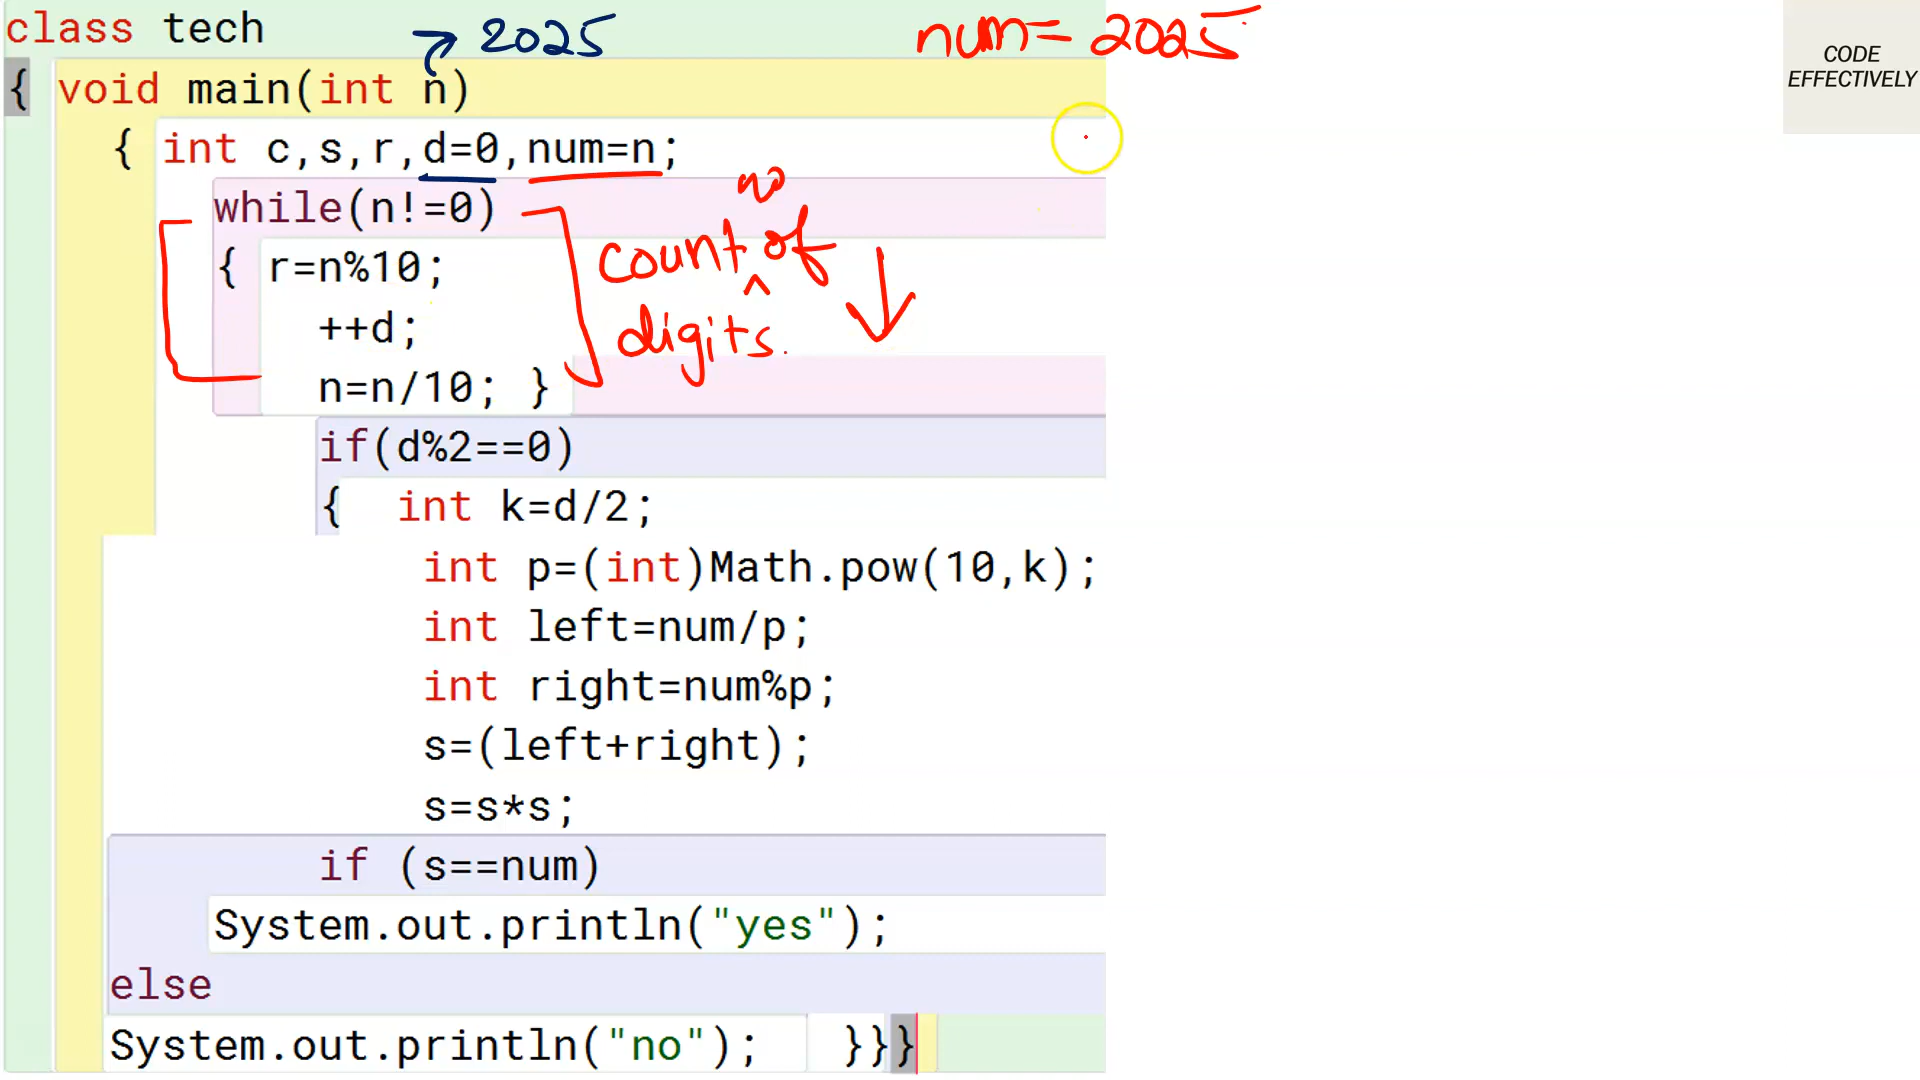 class tech
2025
num=2025
CODE
EFFECTIVELY
{ void main(int n)
{ int c,s,r,d=0,num=n;
while(n!=0)
no
{ r=n%10;
count of
++d;
digits.
n=n/10; }
if(d%2==0)
{ int k=d/2;
int p=(int)Math.pow(10,k);
int left=num/p;
int right=num%p;
s=(left+right);
s=s*s;
if (s==num)
System.out.println("yes");
else
System.out.println("no"); }}}